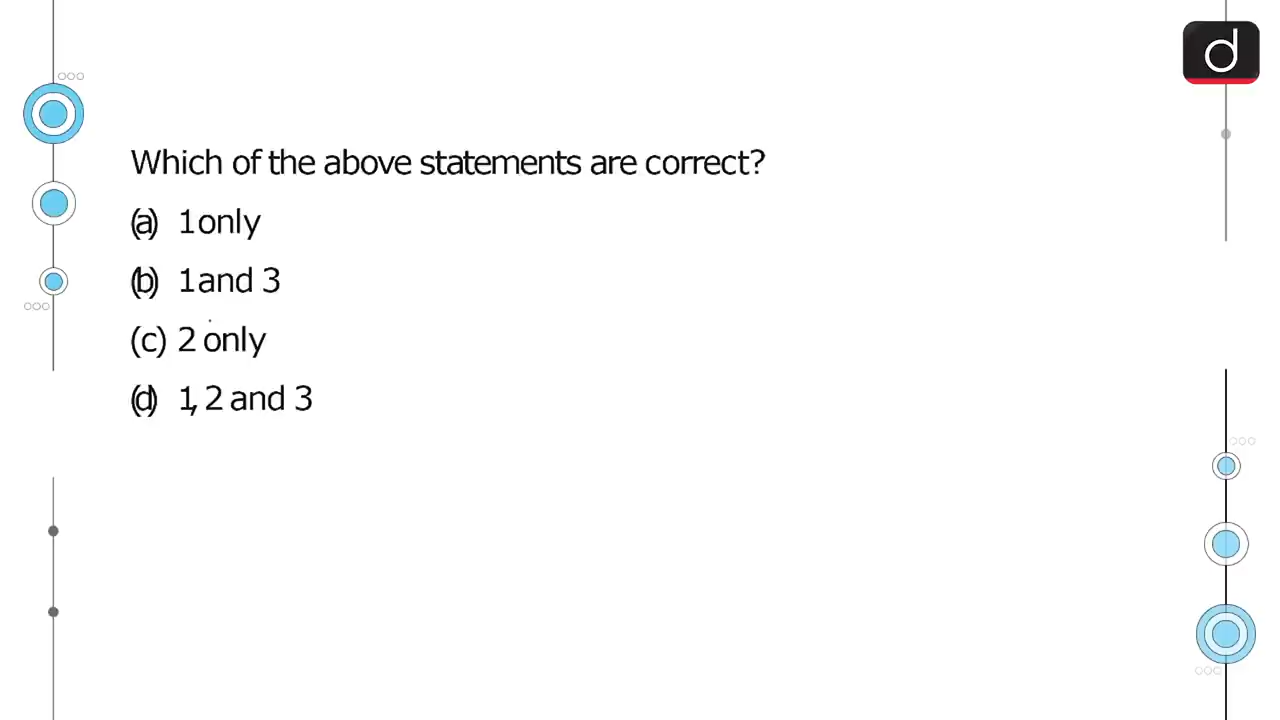 d
Which of the above statements are correct?
(a) 1 only
(b) 1 and 3
(c) 2 only
(d) 1, 2 and 3